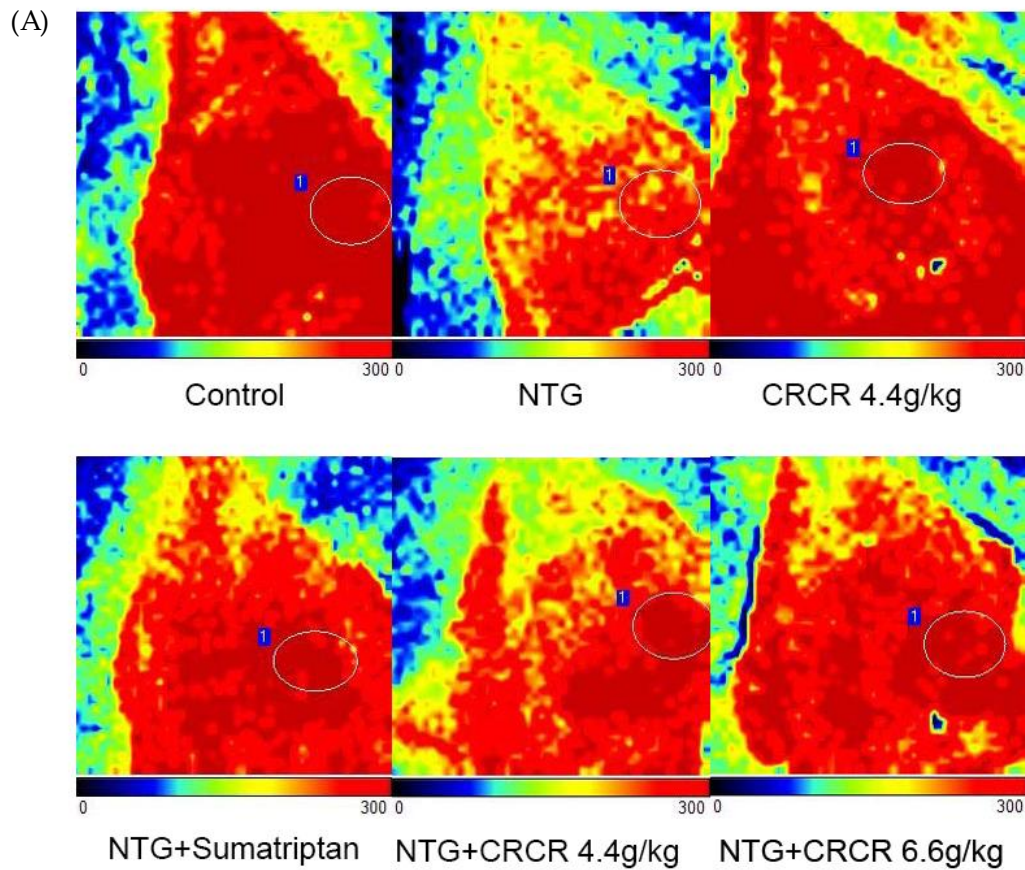 (A)
1 1 1
0 300 0 300 0 300
Control NTG CRCR 4.4g/kg
1 1 1
0 300 0 300 0 300
NTG+Sumatriptan NTG+CRCR 4.4g/kg NTG+CRCR 6.6g/kg